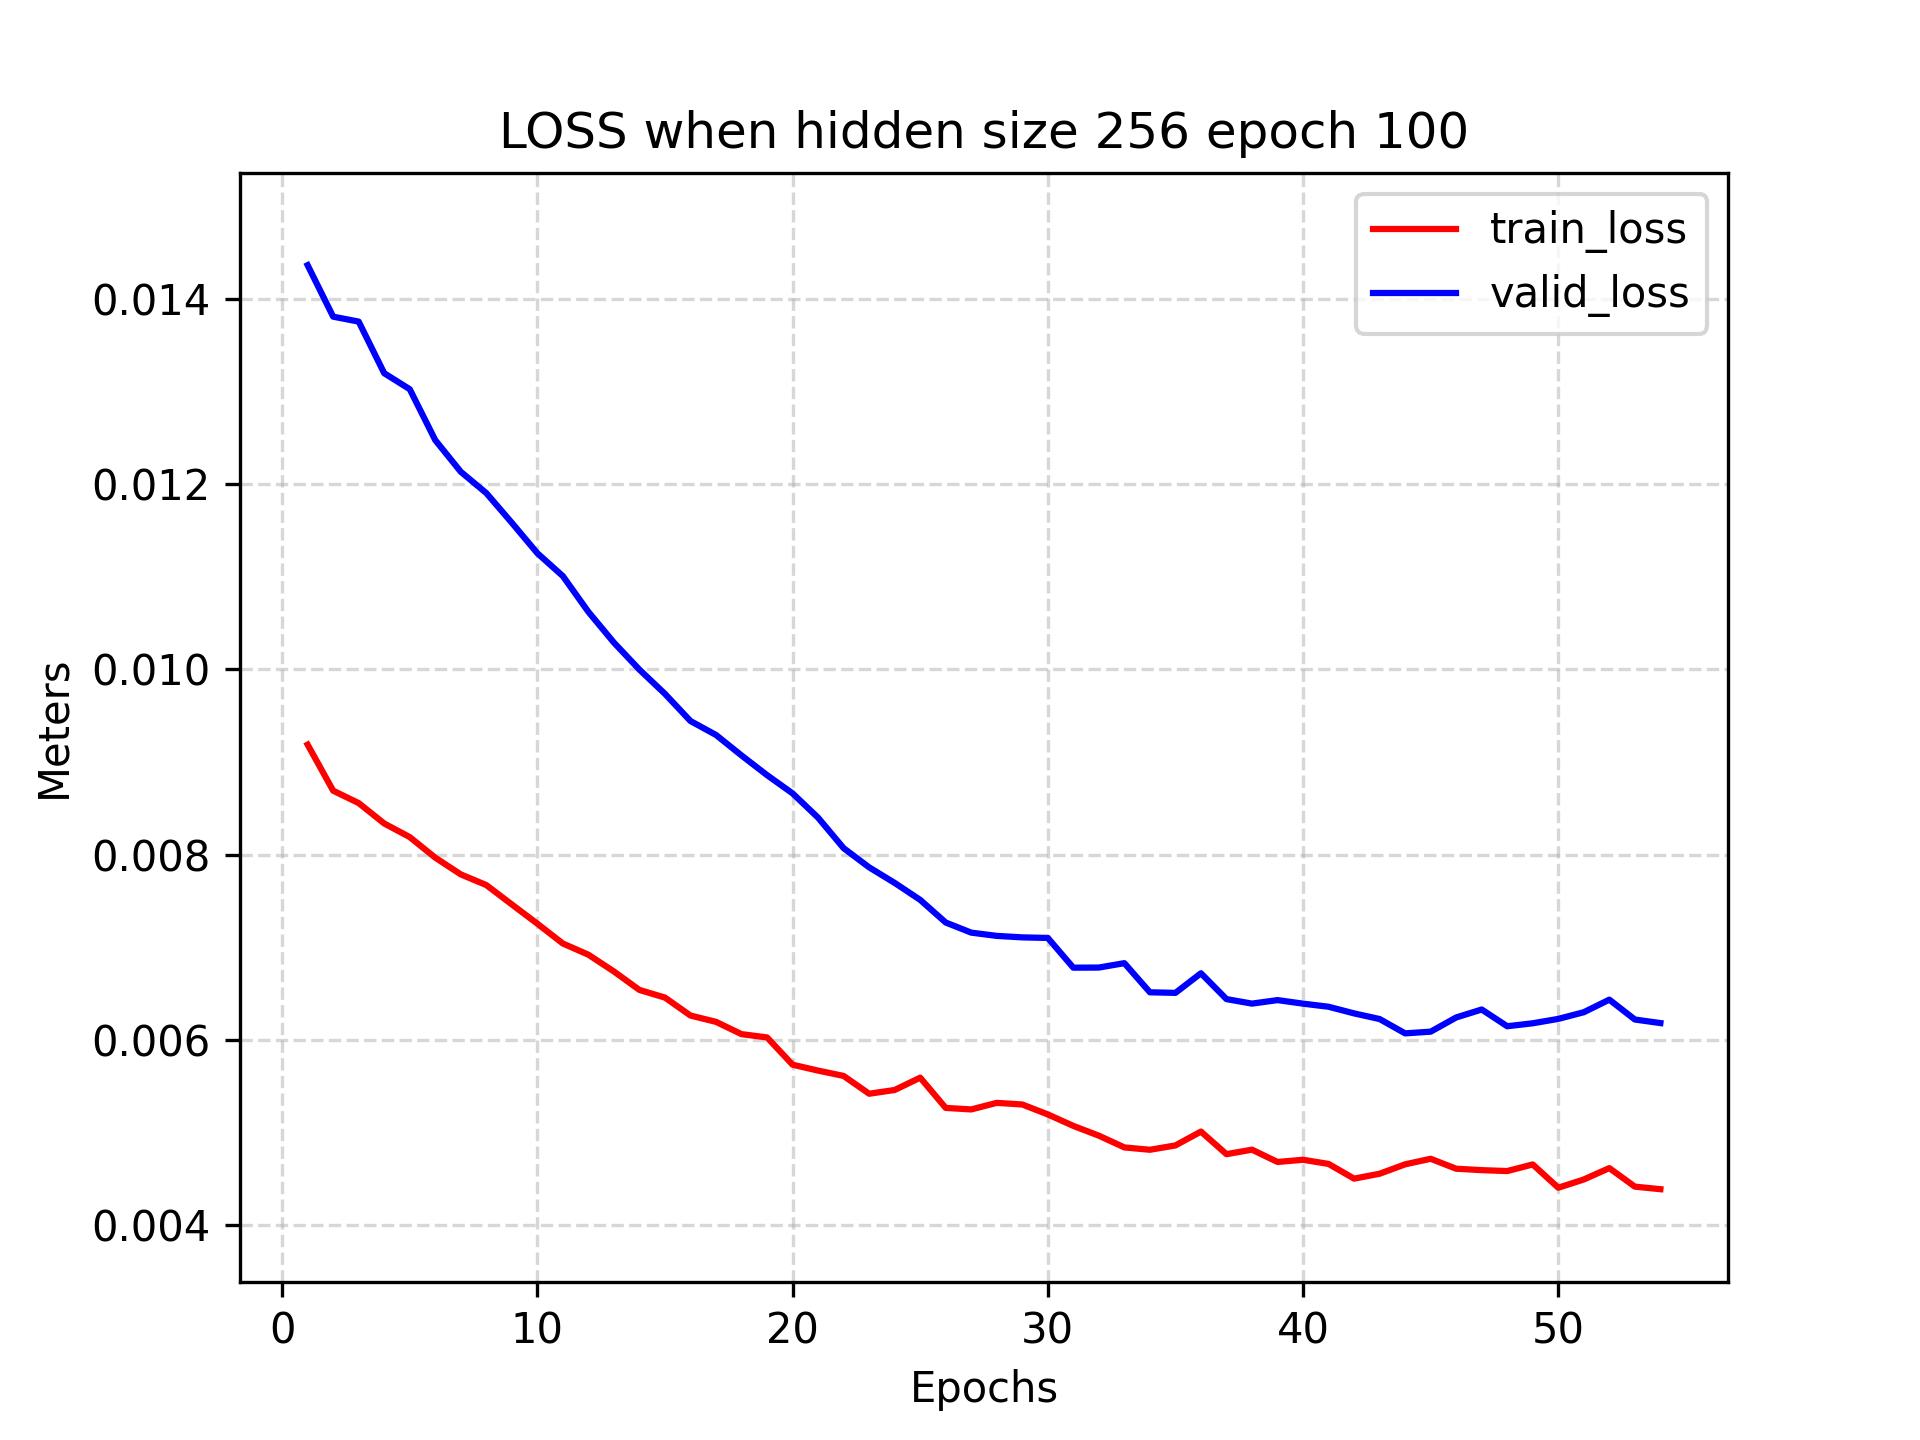 LOSS when hidden size 256 epoch 100
train_loss
valid_loss
0.014
0.012
0.010
0.008
0.006
0.004
Meters
0 10 20 30 40 50
Epochs